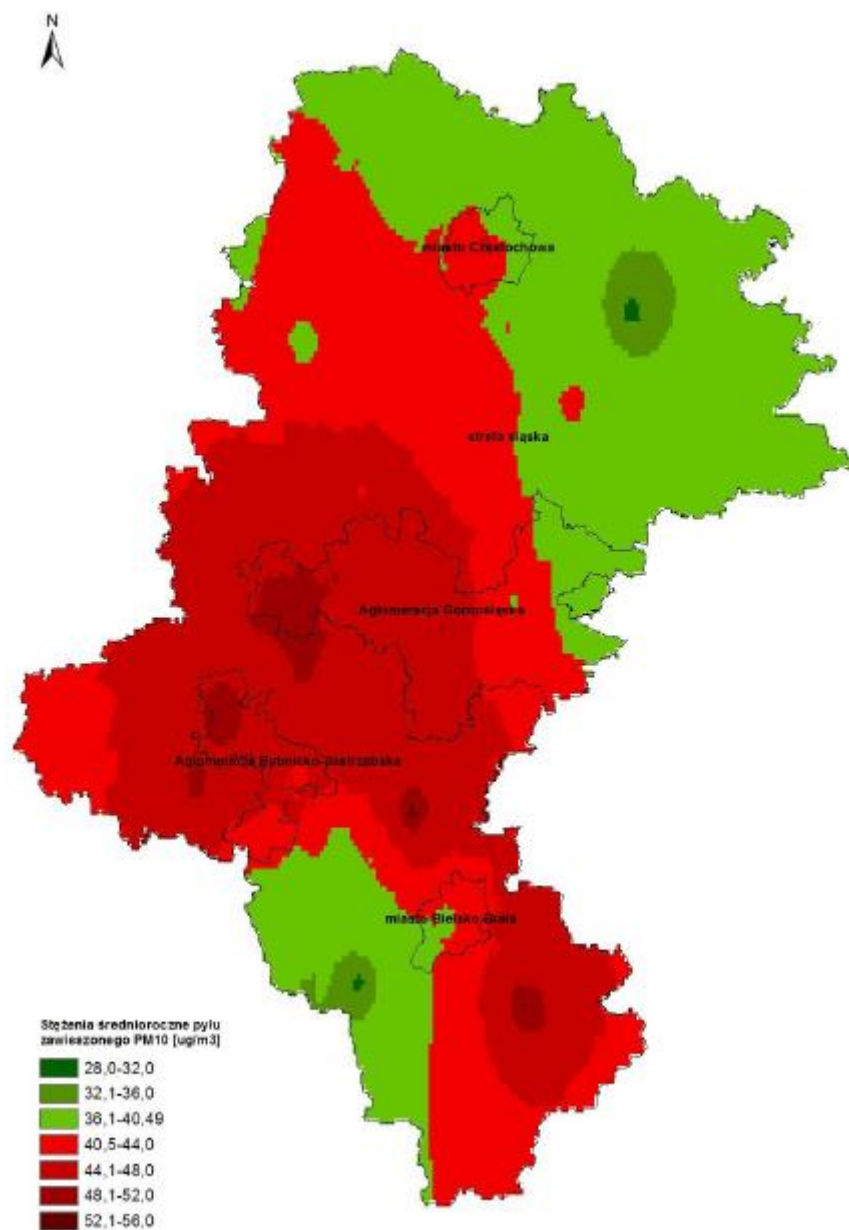 N
miasto Częstochowa
strefa śląska
Aglomeracja Górnośląska
Aglomeracja Rybnicko-Jastrzębska
miasto Bielsko-Biała
Stężenia średnioroczne pyłu
zawieszonego PM10 [ug/m3]
28,0-32,0
32,1-36,0
36,1-40,49
40,5-44,0
44,1-48,0
48,1-52,0
52,1-56,0